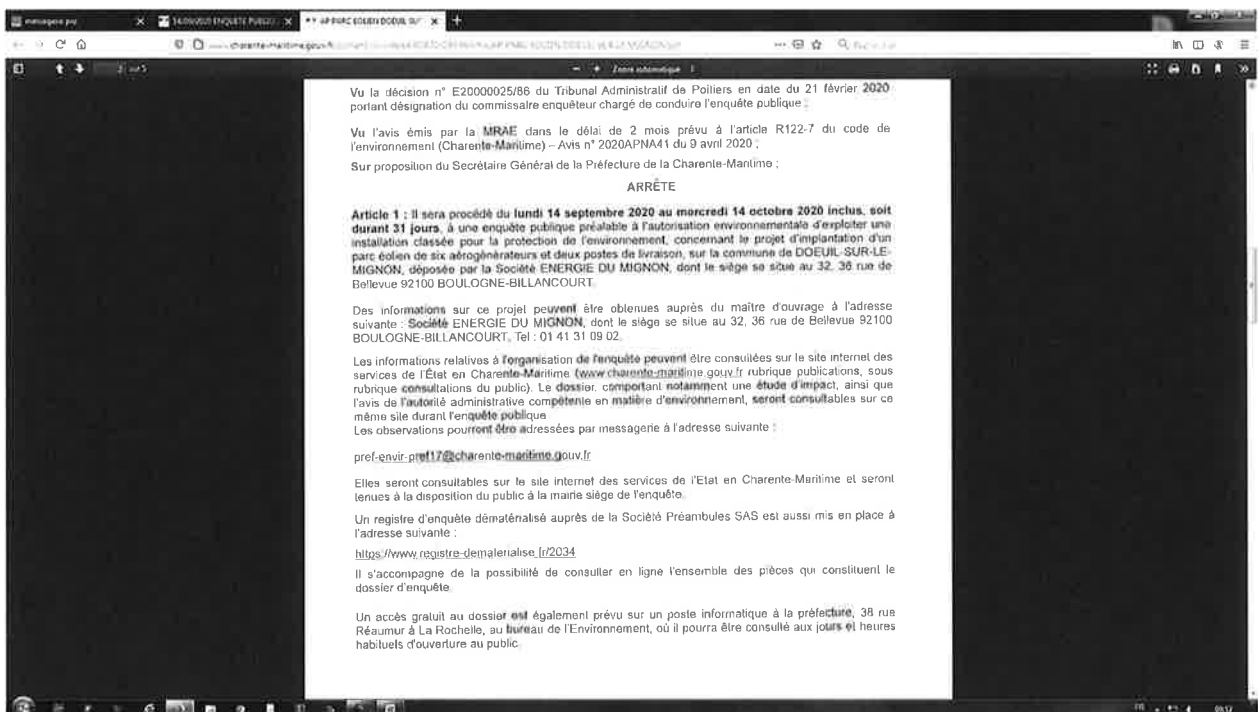 messagerie pro
14/09/2020 ENQUETE PUBLIQ
AP PARC EOLIEN DOEUIL SUR
sur 5
Zoom automatique
Vu la décision n° E20000025/86 du Tribunal Administratif de Poitiers en date du 21 février 2020
portant désignation du commissaire enquêteur chargé de conduire l'enquête publique ;
Vu l'avis émis par la MRAE dans le délai de 2 mois prévu à l'article R122-7 du code de
l'environnement (Charente-Maritime) – Avis n° 2020APNA41 du 9 avril 2020 ;
Sur proposition du Secrétaire Général de la Préfecture de la Charente-Maritime ;
ARRÊTE
Article 1 : Il sera procédé du lundi 14 septembre 2020 au mercredi 14 octobre 2020 inclus, soit
durant 31 jours, à une enquête publique préalable à l'autorisation environnementale d'exploiter une
installation classée pour la protection de l'environnement, concernant le projet d'implantation d'un
parc éolien de six aérogénérateurs et deux postes de livraison, sur la commune de DOEUIL-SUR-LE-
MIGNON, déposée par la Société ENERGIE DU MIGNON, dont le siège se situe au 32, 36 rue de
Bellevue 92100 BOULOGNE-BILLANCOURT.
Des informations sur ce projet peuvent être obtenues auprès du maître d'ouvrage à l'adresse
suivante : Société ENERGIE DU MIGNON, dont le siège se situe au 32, 36 rue de Bellevue 92100
BOULOGNE-BILLANCOURT, Tel : 01 41 31 09 02.
Les informations relatives à l'organisation de l'enquête peuvent être consultées sur le site internet des
services de l'État en Charente-Maritime (www.charente-maritime.gouv.fr rubrique publications, sous
rubrique consultations du public). Le dossier, comportant notamment une étude d'impact, ainsi que
l'avis de l'autorité administrative compétente en matière d'environnement, seront consultables sur ce
même site durant l'enquête publique
Les observations pourront être adressées par messagerie à l'adresse suivante :
pref-envir-pref17@charente-maritime.gouv.fr
Elles seront consultables sur le site internet des services de l'Etat en Charente-Maritime et seront
tenues à la disposition du public à la mairie siège de l'enquête.
Un registre d'enquête dématérialisé auprès de la Société Préambules SAS est aussi mis en place à
l'adresse suivante :
https://www.registre-dematerialise.fr/2034
Il s'accompagne de la possibilité de consulter en ligne l'ensemble des pièces qui constituent le
dossier d'enquête.
Un accès gratuit au dossier est également prévu sur un poste informatique à la préfecture, 38 rue
Réaumur à La Rochelle, au bureau de l'Environnement, où il pourra être consulté aux jours et heures
habituels d'ouverture au public.